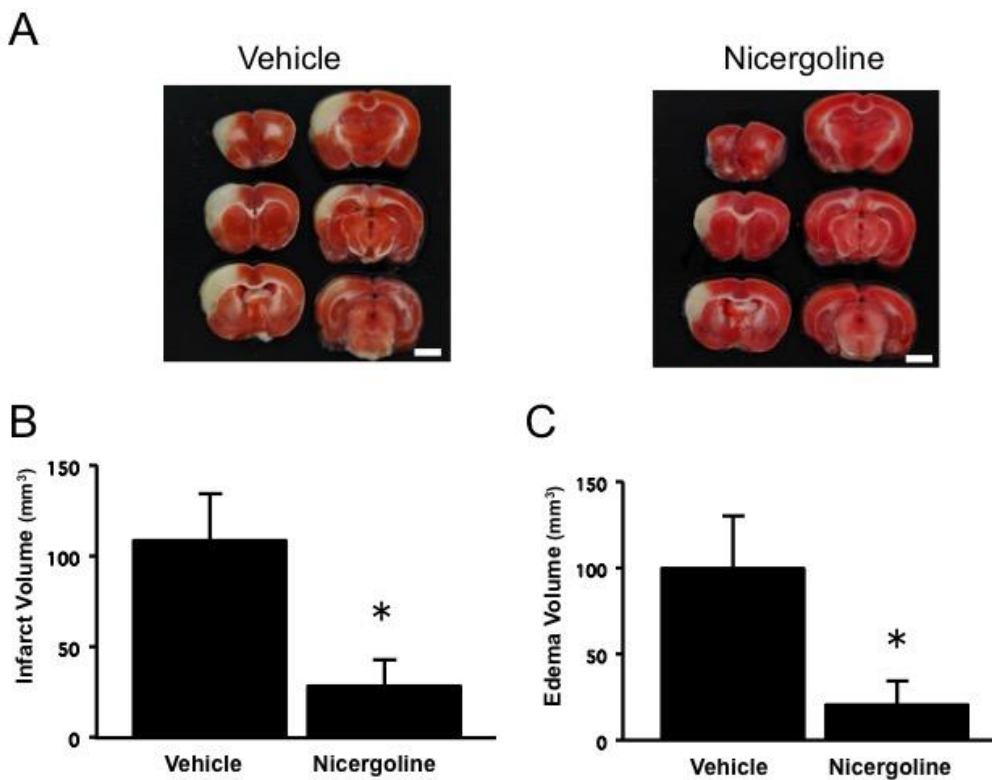 A
Vehicle
Nicergoline
B
Infarct Volume (mm³)
150
100
50
0
*
Vehicle
Nicergoline
C
Edema Volume (mm³)
150
100
50
0
*
Vehicle
Nicergoline